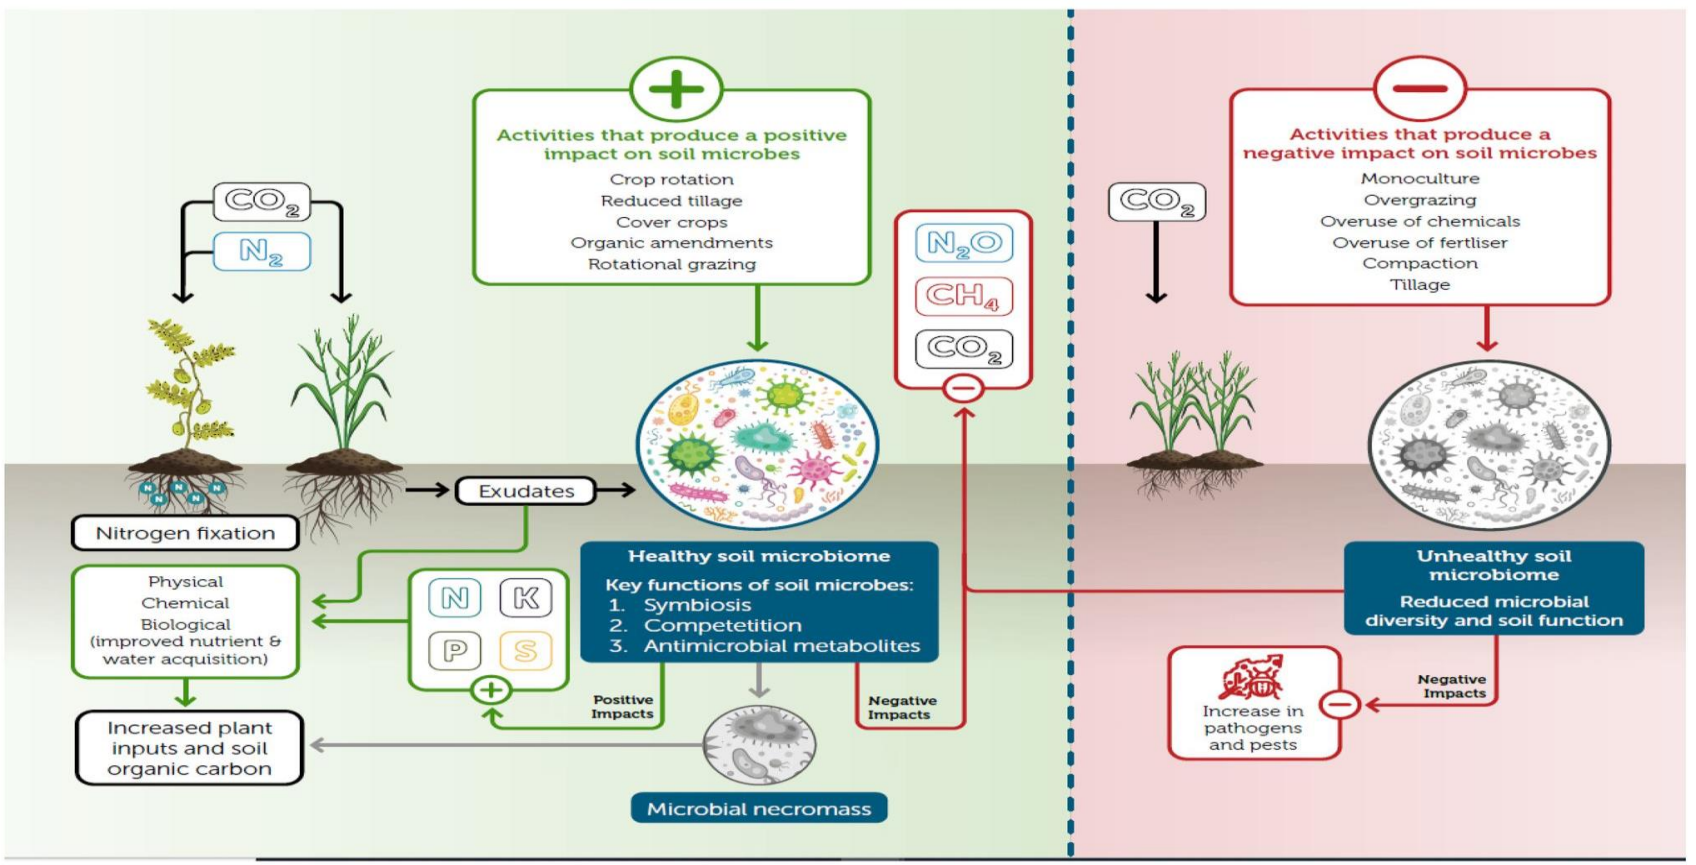 Activities that produce a positive
impact on soil microbes
Crop rotation
Reduced tillage
Cover crops
Organic amendments
Rotational grazing
Activities that produce a
negative impact on soil microbes
Monoculture
Overgrazing
Overuse of chemicals
Overuse of fertliser
Compaction
Tillage
CO2
N2
N2O
CH4
CO2
CO2
N N N N N
Exudates
Nitrogen fixation
Physical
Chemical
Biological
(improved nutrient &
water acquisition)
N K
P S
Healthy soil microbiome
Key functions of soil microbes:
1. Symbiosis
2. Competetition
3. Antimicrobial metabolites
Positive
Impacts
Negative
Impacts
Increased plant
inputs and soil
organic carbon
Microbial necromass
Unhealthy soil
microbiome
Reduced microbial
diversity and soil function
Negative
Impacts
Increase in
pathogens
and pests